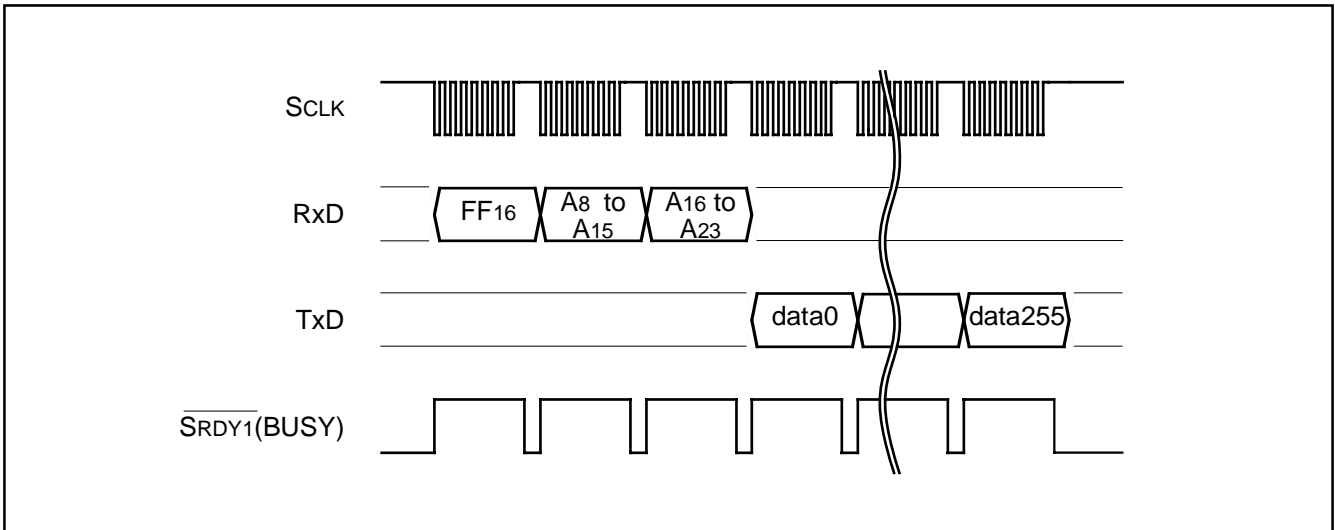 SCLK
RxD
FF16
A8 to
A15
A16 to
A23
TxD
data0
data255
SRDY1(BUSY)